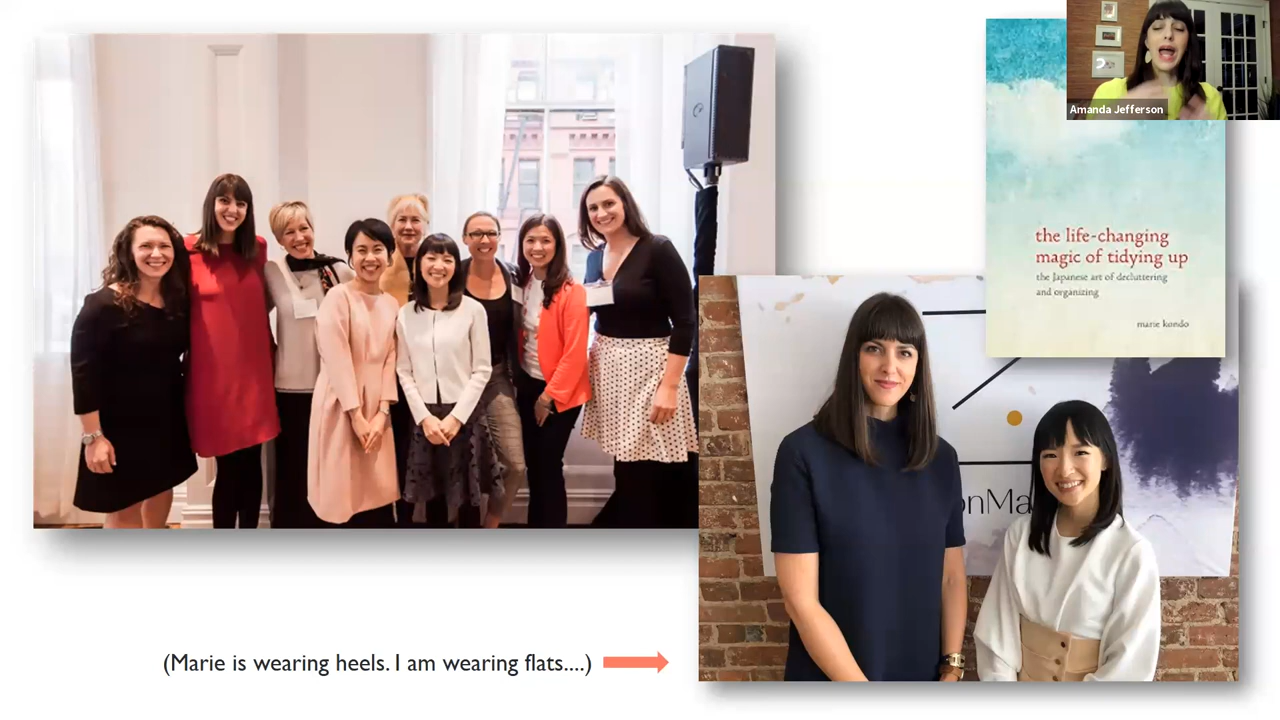 Amanda Jefferson
the life-changing
magic of tidying up
the Japanese art of decluttering
and organizing
marie kondo
onMa
(Marie is wearing heels. I am wearing flats....)